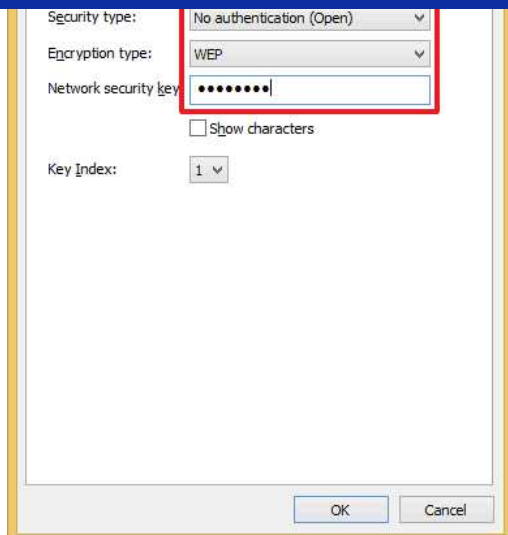 Security type: No authentication (Open)
Encryption type: WEP
Network security key ••••••••
Show characters
Key Index: 1
OK Cancel